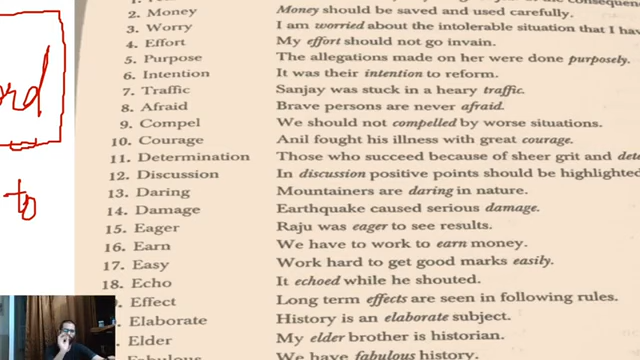 2. Money Money should be saved and used carefully.
3. Worry I am worried about the intolerable situation that I hav
4. Effort My effort should not go invain.
5. Purpose The allegations made on her were done purposely.
6. Intention It was their intention to reform.
7. Traffic Sanjay was stuck in a heary traffic.
8. Afraid Brave persons are never afraid.
9. Compel We should not compelled by worse situations.
10. Courage Anil fought his illness with great courage.
11. Determination Those who succeed because of sheer grit and dete
12. Discussion In discussion positive points should be highlighted
13. Daring Mountainers are daring in nature.
14. Damage Earthquake caused serious damage.
15. Eager Raju was eager to see results.
16. Earn We have to work to earn money.
17. Easy Work hard to get good marks easily.
18. Echo It echoed while he shouted.
Effect Long term effects are seen in following rules.
Elaborate History is an elaborate subject.
Elder My elder brother is historian.
Fabulous We have fabulous history.
ord
to